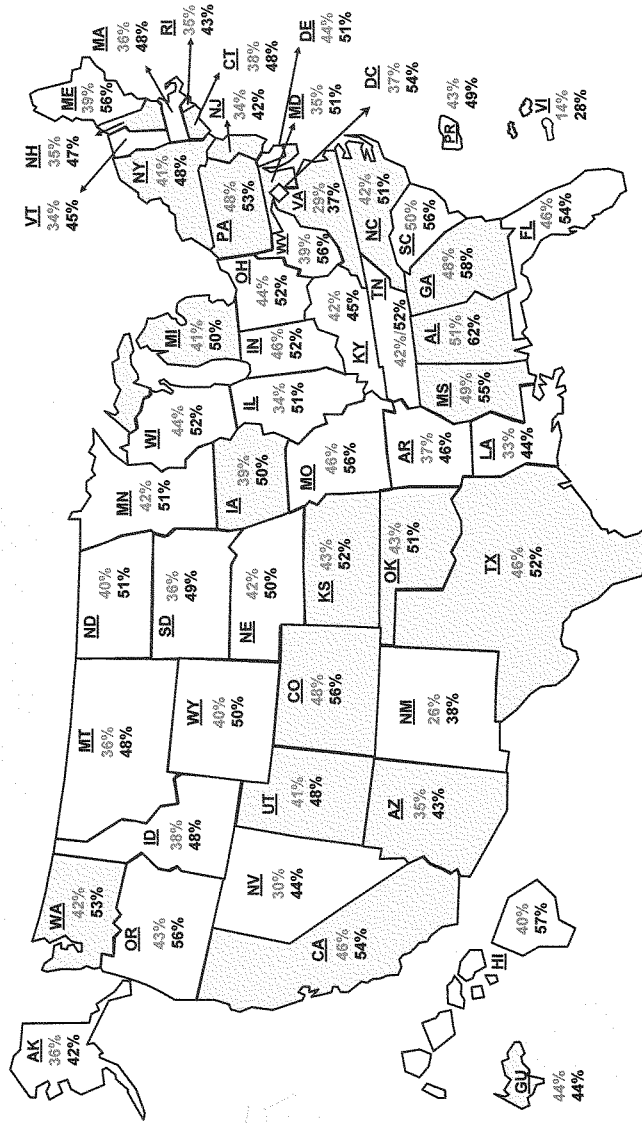 AK
36%
42%
WA
42%
53%
OR
43%
56%
CA
46%
54%
NV
30%
44%
ID
38%
48%
MT
36%
48%
WY
40%
50%
UT
41%
48%
AZ
35%
43%
CO
48%
56%
NM
26%
38%
ND
40%
51%
SD
36%
49%
NE
42%
50%
KS
43%
52%
OK
43%
51%
TX
46%
52%
MN
42%
51%
IA
39%
50%
MO
46%
56%
AR
37%
46%
LA
33%
44%
WI
44%
52%
IL
34%
51%
MI
41%
50%
IN
46%
52%
OH
44%
52%
KY
42%
45%
TN
42%/52%
MS
49%
55%
AL
51%
62%
GA
48%
58%
FL
46%
54%
SC
50%
56%
NC
42%
51%
VA
29%
37%
WV
39%
56%
PA
48%
53%
NY
41%
48%
VT
34%
45%
NH
35%
47%
ME
39%
56%
MA
36%
48%
RI
35%
43%
CT
38%
48%
NJ
34%
42%
DE
44%
51%
MD
35%
51%
DC
37%
54%
PR
43%
49%
VI
14%
28%
HI
40%
57%
GU
44%
44%